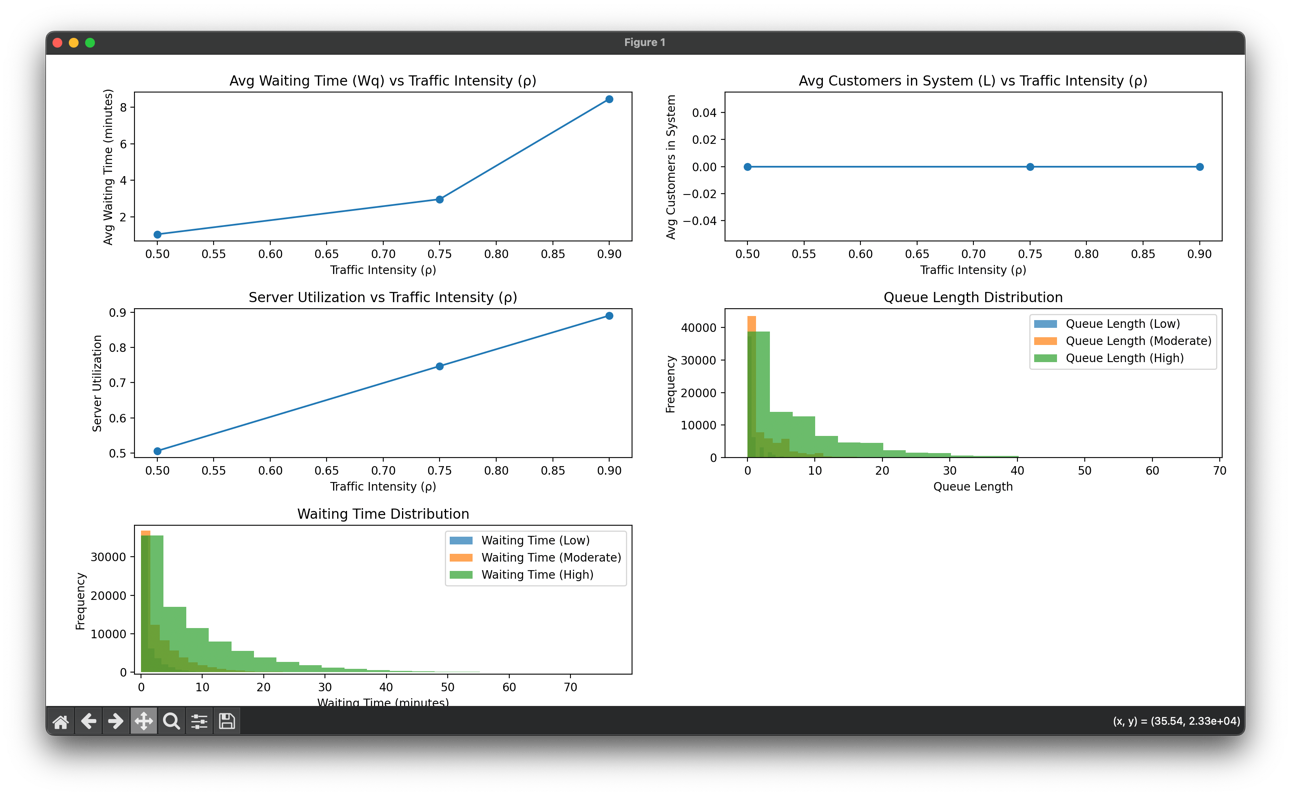 Figure 1
Avg Waiting Time (Wq) vs Traffic Intensity (ρ)
Avg Waiting Time (minutes)
8
6
4
2
0.50 0.55 0.60 0.65 0.70 0.75 0.80 0.85 0.90
Traffic Intensity (ρ)
Avg Customers in System (L) vs Traffic Intensity (ρ)
Avg Customers in System
0.04
0.02
0.00
−0.02
−0.04
0.50 0.55 0.60 0.65 0.70 0.75 0.80 0.85 0.90
Traffic Intensity (ρ)
Server Utilization vs Traffic Intensity (ρ)
Server Utilization
0.9
0.8
0.7
0.6
0.5
0.50 0.55 0.60 0.65 0.70 0.75 0.80 0.85 0.90
Traffic Intensity (ρ)
Queue Length Distribution
Frequency
40000
30000
20000
10000
0
Queue Length (Low)
Queue Length (Moderate)
Queue Length (High)
0 10 20 30 40 50 60 70
Queue Length
Waiting Time Distribution
Frequency
30000
20000
10000
0
Waiting Time (Low)
Waiting Time (Moderate)
Waiting Time (High)
0 10 20 30 40 50 60 70
Waiting Time (minutes)
(x, y) = (35.54, 2.33e+04)